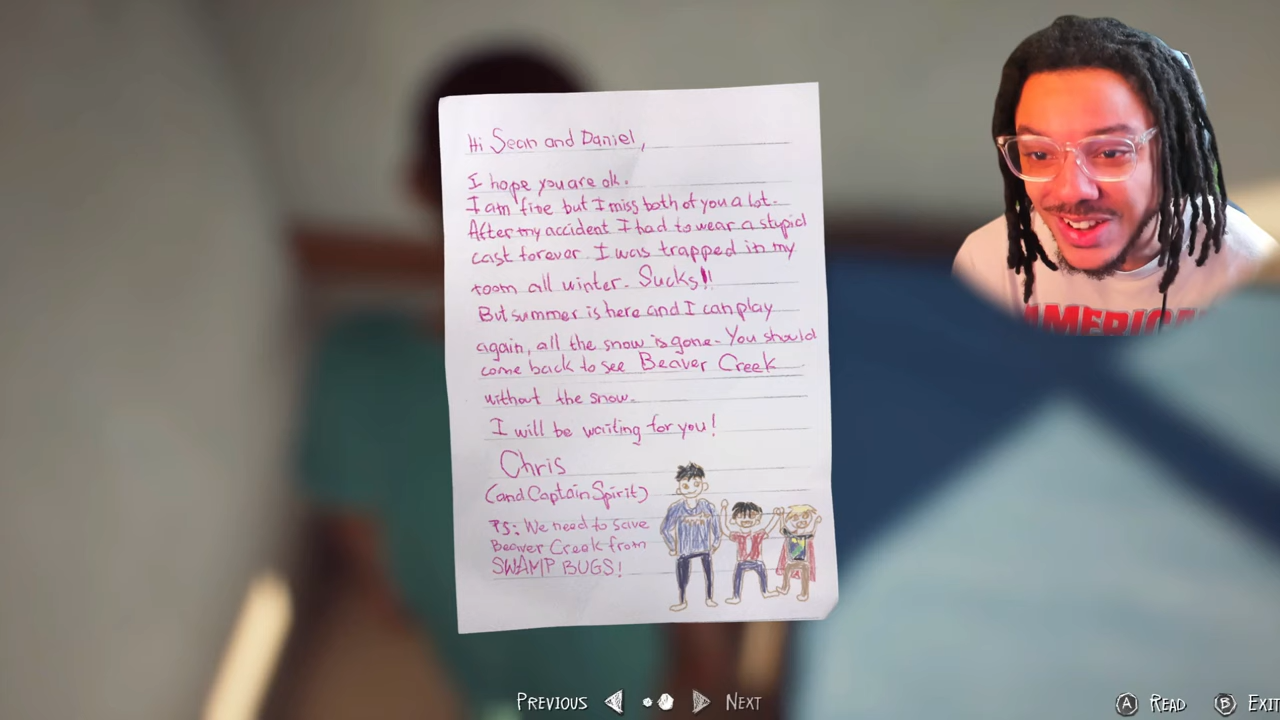 Hi Sean and Daniel,
I hope you are ok.
I am fine but I miss both of you a lot.
After my accident I had to wear a stupid
cast forever. I was trapped in my
room all winter. Sucks!!
But summer is here and I can play
again, all the snow is gone. You should
come back to see Beaver Creek
without the snow.
I will be waiting for you!
Chris
(and Captain Spirit)
PS: We need to save
Beaver Creek from
SWAMP BUGS!
AMERICA
PREVIOUS NEXT
A READ B EXIT